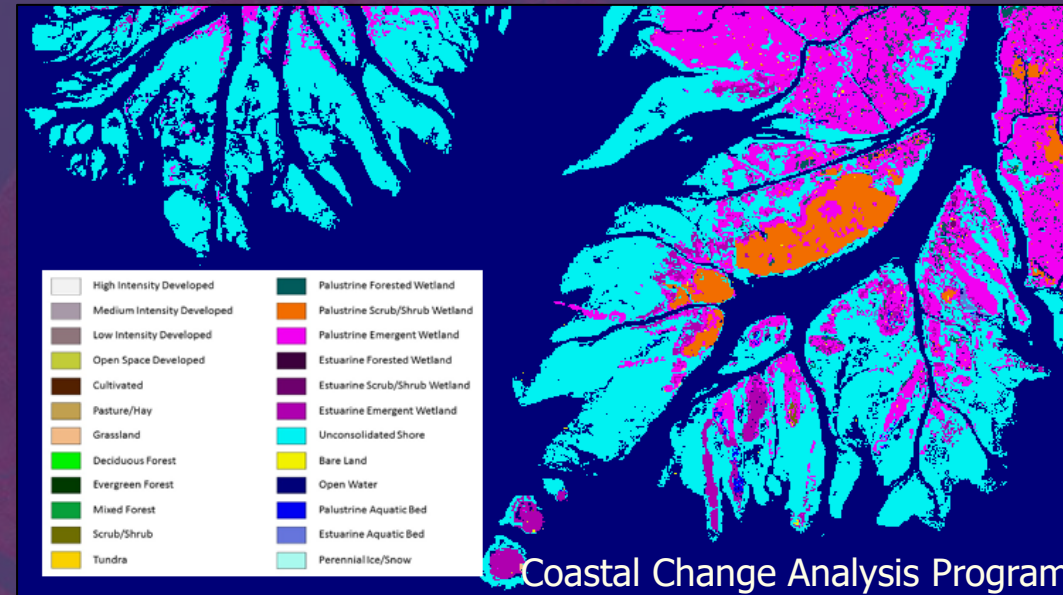 High Intensity Developed
Medium Intensity Developed
Low Intensity Developed
Open Space Developed
Cultivated
Pasture/Hay
Grassland
Deciduous Forest
Evergreen Forest
Mixed Forest
Scrub/Shrub
Tundra
Palustrine Forested Wetland
Palustrine Scrub/Shrub Wetland
Palustrine Emergent Wetland
Estuarine Forested Wetland
Estuarine Scrub/Shrub Wetland
Estuarine Emergent Wetland
Unconsolidated Shore
Bare Land
Open Water
Palustrine Aquatic Bed
Estuarine Aquatic Bed
Perennial Ice/Snow
Coastal Change Analysis Program